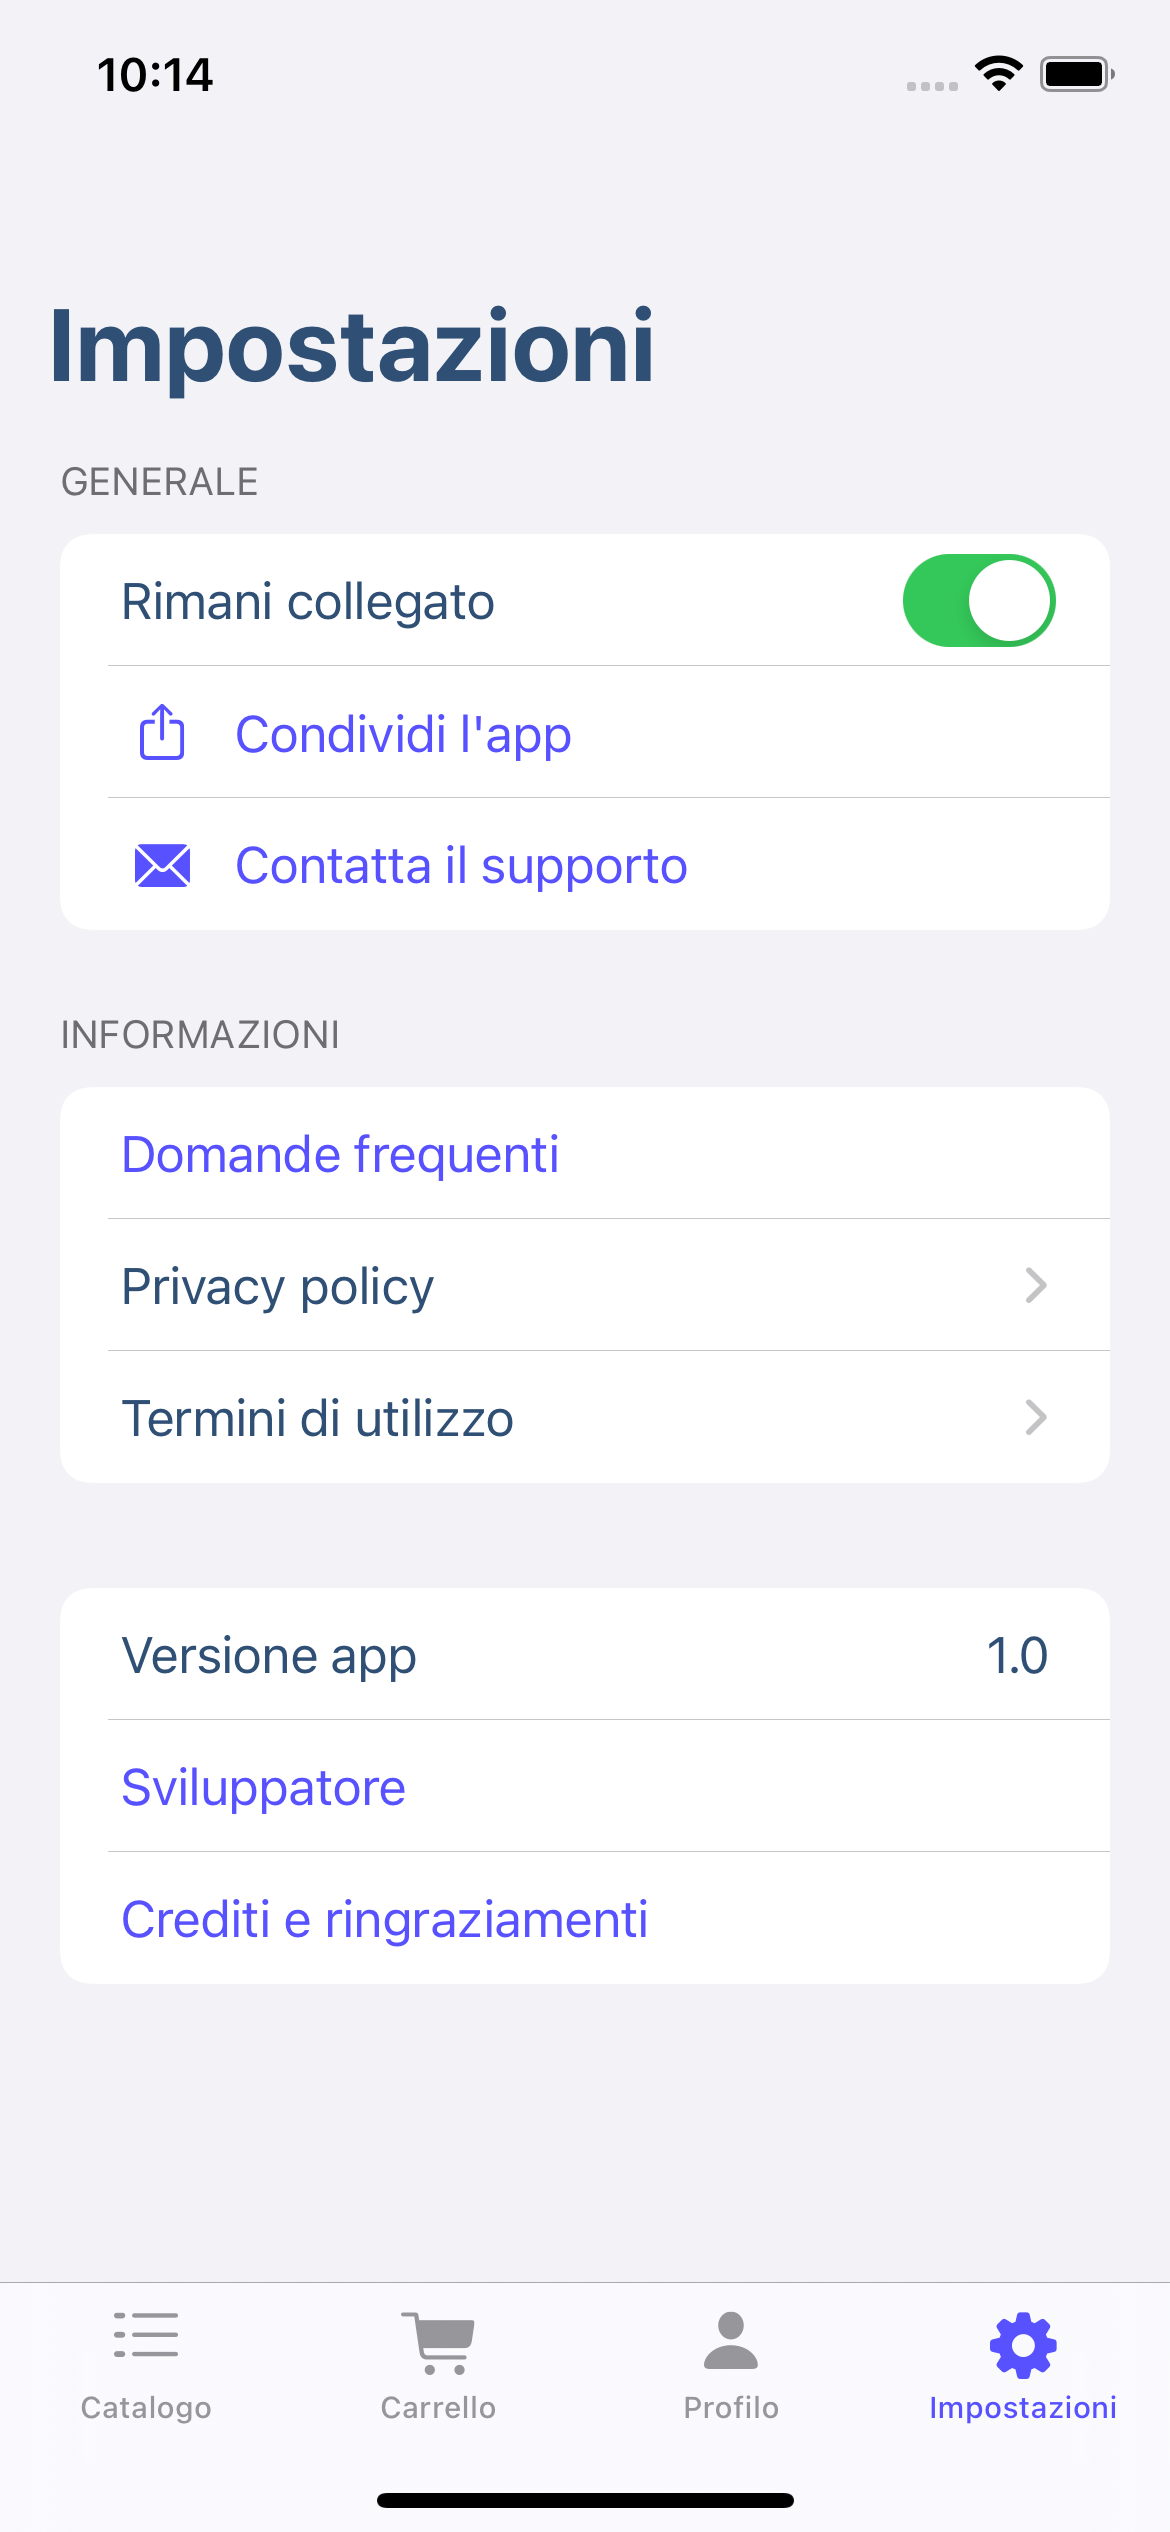 10:14
Impostazioni
GENERALE
Rimani collegato
Condividi l'app
Contatta il supporto
INFORMAZIONI
Domande frequenti
Privacy policy
Termini di utilizzo
Versione app 1.0
Sviluppatore
Crediti e ringraziamenti
Catalogo Carrello Profilo Impostazioni